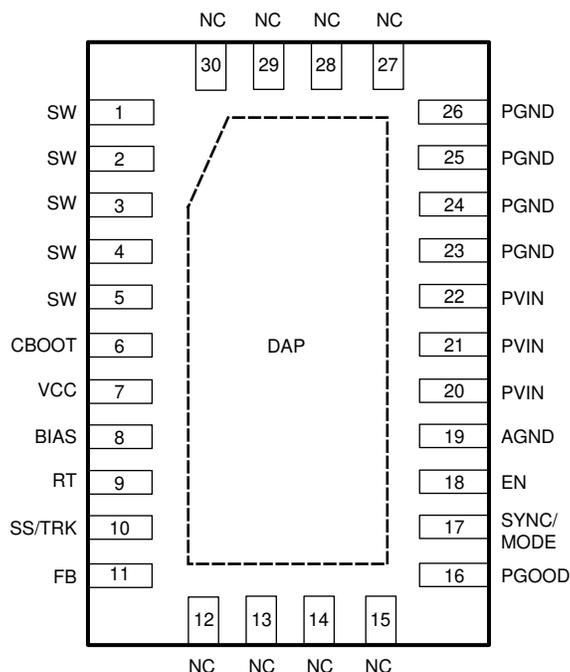 NC NC NC NC
30 29 28 27
SW 1 26 PGND
SW 2 25 PGND
SW 3 24 PGND
SW 4 23 PGND
SW 5 22 PVIN
CBOOT 6 DAP 21 PVIN
VCC 7 20 PVIN
BIAS 8 19 AGND
RT 9 18 EN
SS/TRK 10 17 SYNC/
MODE
FB 11 16 PGOOD
12 13 14 15
NC NC NC NC